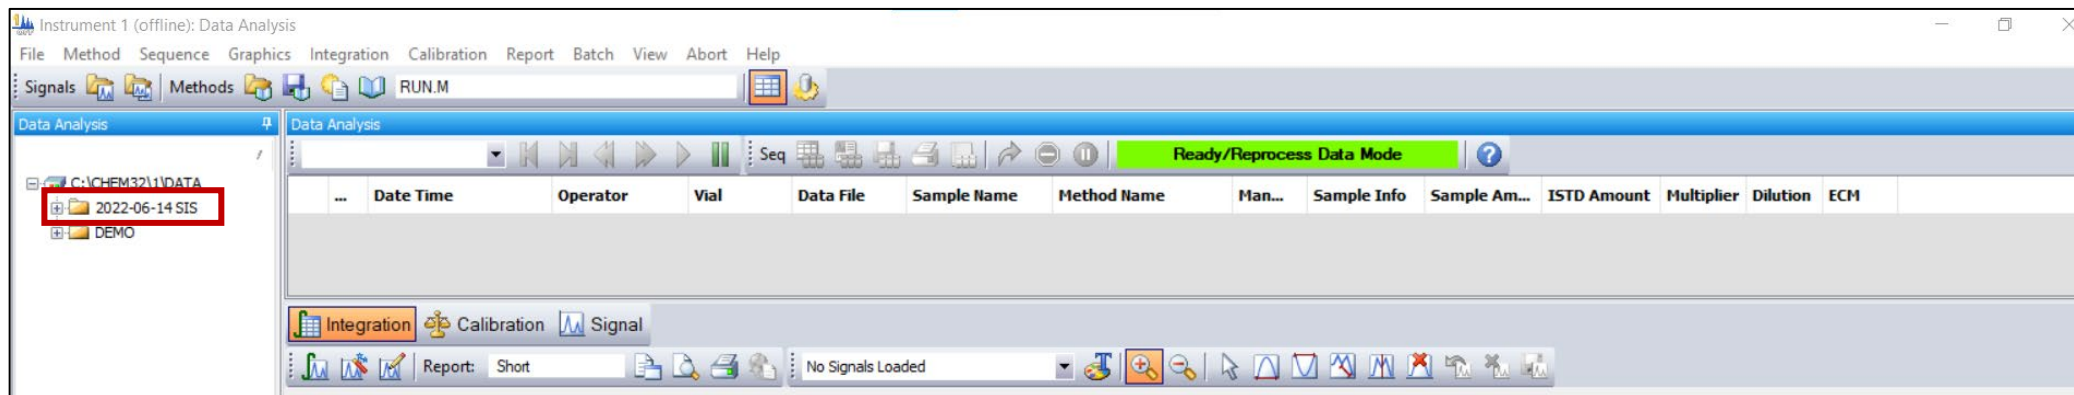 Instrument 1 (offline): Data Analysis
File Method Sequence Graphics Integration Calibration Report Batch View Abort Help
Signals Methods RUN.M
Data Analysis
Data Analysis
Seq Ready/Reprocess Data Mode
C:\CHEM32\1\DATA
2022-06-14 SIS
DEMO
... Date Time Operator Vial Data File Sample Name Method Name Man... Sample Info Sample Am... ISTD Amount Multiplier Dilution ECM
Integration Calibration Signal
Report: Short No Signals Loaded